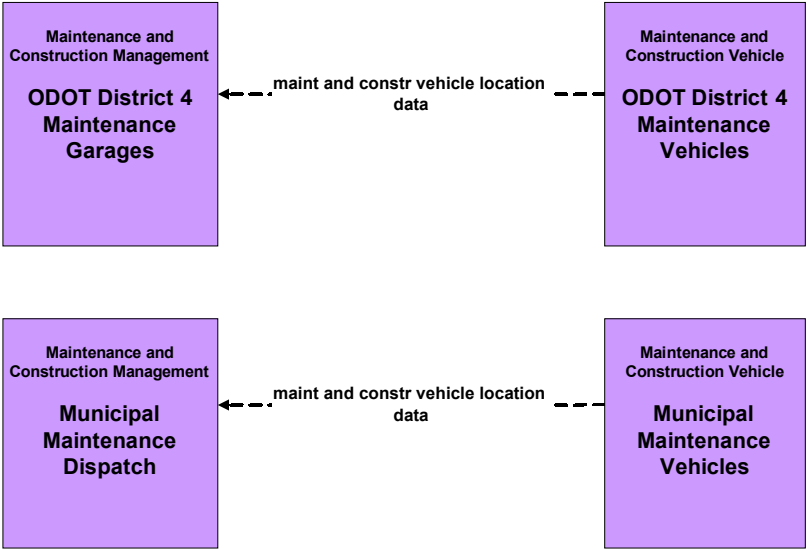 Maintenance and
Construction Management
ODOT District 4
Maintenance
Garages
maint and constr vehicle location
data
Maintenance and
Construction Vehicle
ODOT District 4
Maintenance
Vehicles
Maintenance and
Construction Management
Municipal
Maintenance
Dispatch
maint and constr vehicle location
data
Maintenance and
Construction Vehicle
Municipal
Maintenance
Vehicles